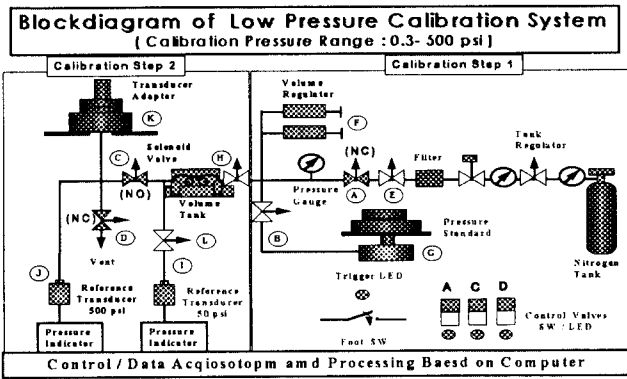 Blockdiagram of Low Pressure Calibration System
( Calibration Pressure Range : 0.3- 500 psi )
Calibration Step 2
Calibration Step 1
Transducer
Adaptor
K
Volume
Regulator
F
C
Solenoid
Valve
H
(NC)
Filter
Tank
Regulator
(NO)
Volume
Tank
Pressure
Gauge
A
E
(NC)
D
L
B
Pressure
Standard
G
Vent
Nitrogen
Tank
J
I
Trigger LED
A C D
Reference
Transducer
500 psi
Reference
Transducer
50 psi
Control Valves
SW / LED
Foot SW
Pressure
Indicator
Pressure
Indicator
Control / Data Acqiosotopm amd Processing Baesd on Computer